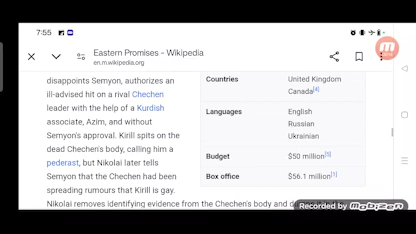 7:55
Eastern Promises - Wikipedia
en.m.wikipedia.org
disappoints Semyon, authorizes an
ill-advised hit on a rival Chechen
leader with the help of a Kurdish
associate, Azim, and without
Semyon's approval. Kirill spits on the
dead Chechen's body, calling him a
pederast, but Nikolai later tells
Semyon that the Chechen had been
spreading rumours that Kirill is gay.
Nikolai removes identifying evidence from the Chechen's body and
Countries United Kingdom
Canada[4]
Languages English
Russian
Ukrainian
Budget $50 million[5]
Box office $56.1 million[1]
Recorded by Mobizen